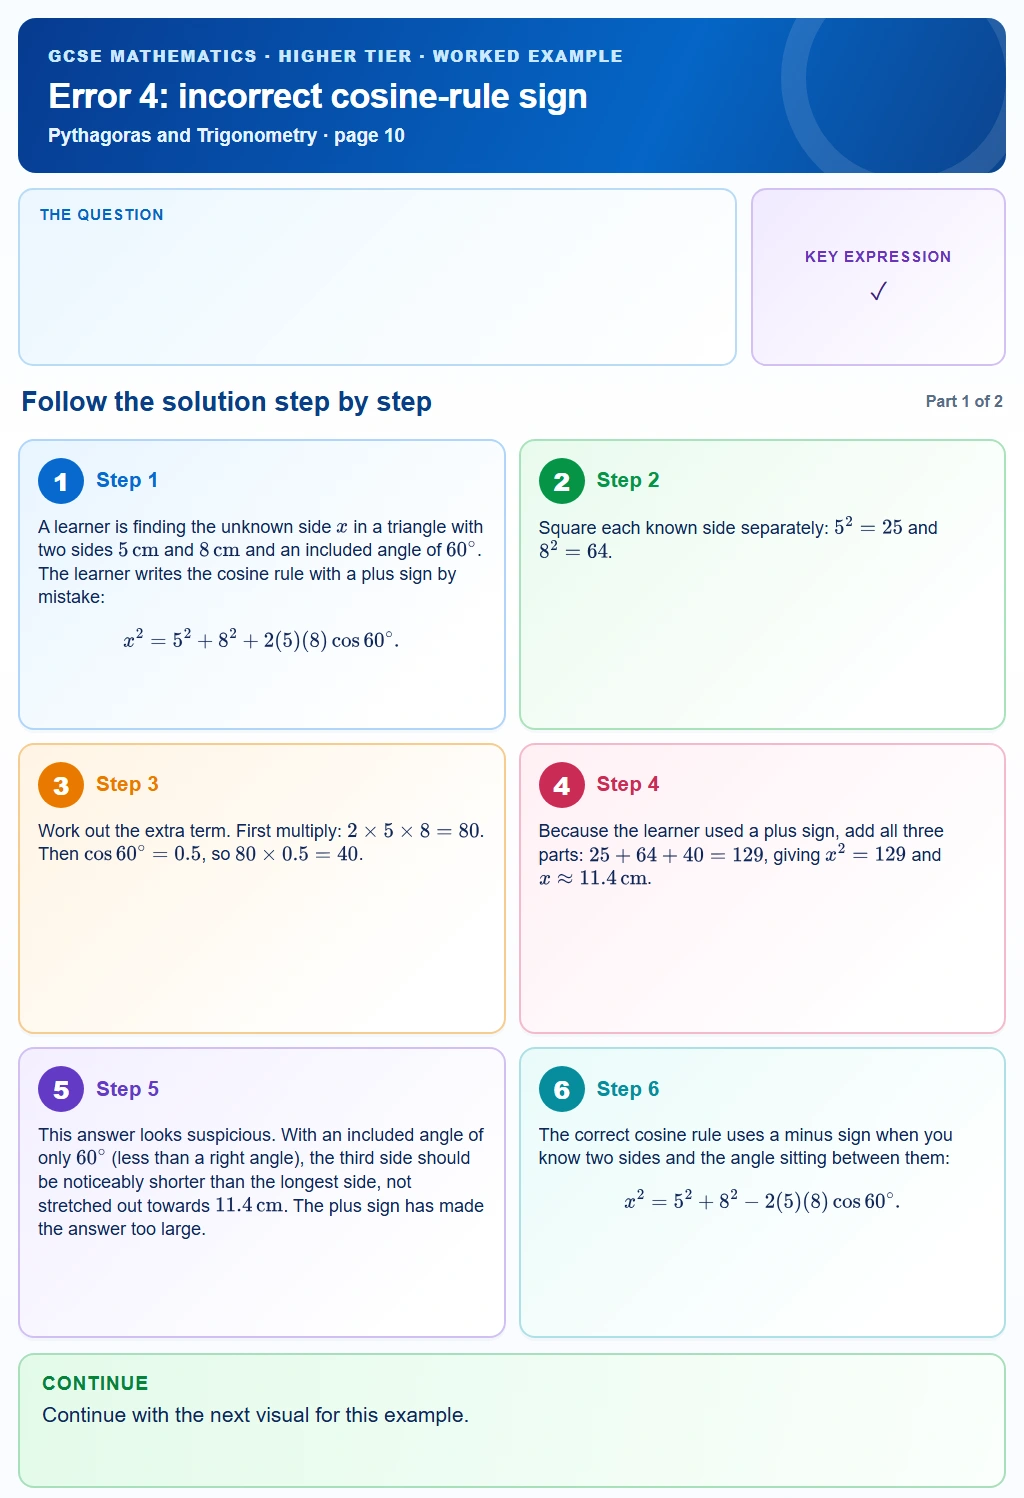 GCSE MATHEMATICS · HIGHER TIER · WORKED EXAMPLE
Error 4: incorrect cosine-rule sign
Pythagoras and Trigonometry · page 10
THE QUESTION
KEY EXPRESSION
✓
Follow the solution step by step
Part 1 of 2
1 Step 1
A learner is finding the unknown side x in a triangle with
two sides 5 cm and 8 cm and an included angle of 60°.
The learner writes the cosine rule with a plus sign by
mistake:
x² = 5² + 8² + 2(5)(8) cos 60°.
2 Step 2
Square each known side separately: 5² = 25 and
8² = 64.
3 Step 3
Work out the extra term. First multiply: 2 × 5 × 8 = 80.
Then cos 60° = 0.5, so 80 × 0.5 = 40.
4 Step 4
Because the learner used a plus sign, add all three
parts: 25 + 64 + 40 = 129, giving x² = 129 and
x ≈ 11.4 cm.
5 Step 5
This answer looks suspicious. With an included angle of
only 60° (less than a right angle), the third side should
be noticeably shorter than the longest side, not
stretched out towards 11.4 cm. The plus sign has made
the answer too large.
6 Step 6
The correct cosine rule uses a minus sign when you
know two sides and the angle sitting between them:
x² = 5² + 8² − 2(5)(8) cos 60°.
CONTINUE
Continue with the next visual for this example.